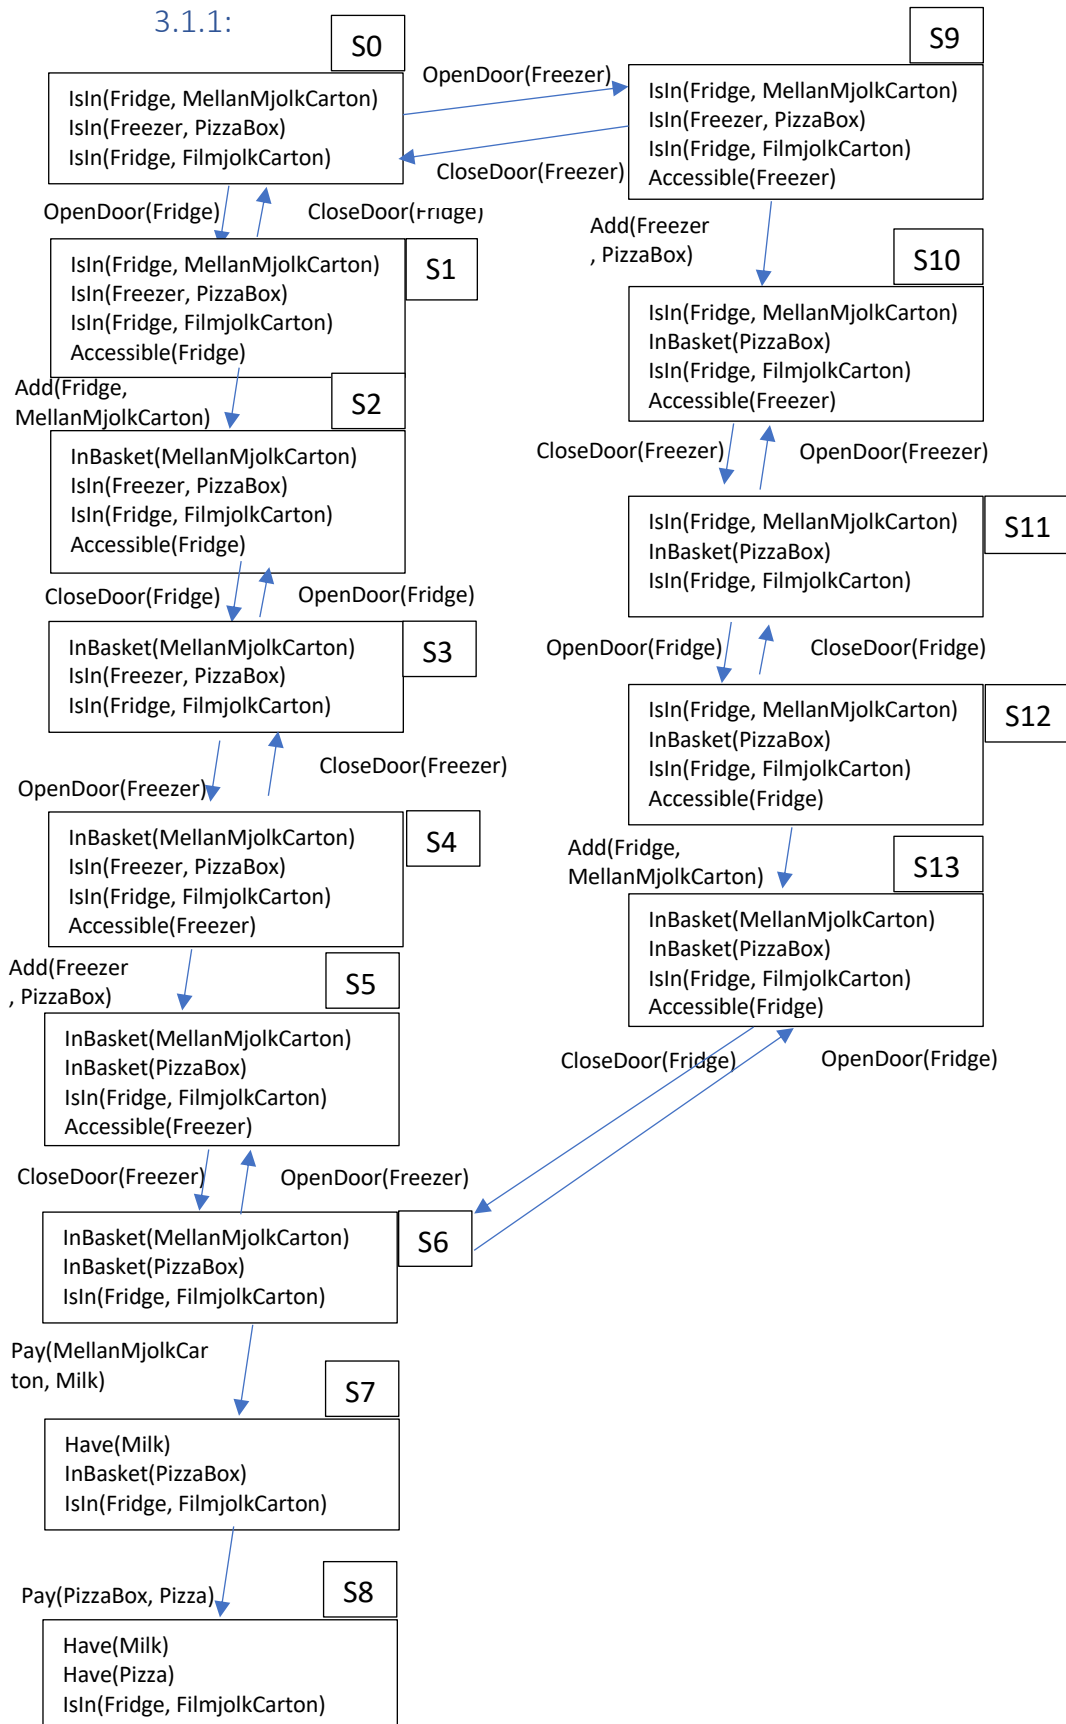 3.1.1:
S0
IsIn(Fridge, MellanMjolkCarton)
IsIn(Freezer, PizzaBox)
IsIn(Fridge, FilmjolkCarton)
OpenDoor(Freezer)
CloseDoor(Freezer)
S9
IsIn(Fridge, MellanMjolkCarton)
IsIn(Freezer, PizzaBox)
IsIn(Fridge, FilmjolkCarton)
Accessible(Freezer)
OpenDoor(Fridge)
CloseDoor(Fridge)
S1
IsIn(Fridge, MellanMjolkCarton)
IsIn(Freezer, PizzaBox)
IsIn(Fridge, FilmjolkCarton)
Accessible(Fridge)
Add(Fridge,
MellanMjolkCarton)
S2
InBasket(MellanMjolkCarton)
IsIn(Freezer, PizzaBox)
IsIn(Fridge, FilmjolkCarton)
Accessible(Fridge)
CloseDoor(Fridge)
OpenDoor(Fridge)
S3
InBasket(MellanMjolkCarton)
IsIn(Freezer, PizzaBox)
IsIn(Fridge, FilmjolkCarton)
OpenDoor(Freezer)
CloseDoor(Freezer)
S4
InBasket(MellanMjolkCarton)
IsIn(Freezer, PizzaBox)
IsIn(Fridge, FilmjolkCarton)
Accessible(Freezer)
Add(Freezer
, PizzaBox)
S5
InBasket(MellanMjolkCarton)
InBasket(PizzaBox)
IsIn(Fridge, FilmjolkCarton)
Accessible(Freezer)
CloseDoor(Freezer)
OpenDoor(Freezer)
S6
InBasket(MellanMjolkCarton)
InBasket(PizzaBox)
IsIn(Fridge, FilmjolkCarton)
Pay(MellanMjolkCar
ton, Milk)
S7
Have(Milk)
InBasket(PizzaBox)
IsIn(Fridge, FilmjolkCarton)
Pay(PizzaBox, Pizza)
S8
Have(Milk)
Have(Pizza)
IsIn(Fridge, FilmjolkCarton)
Add(Freezer
, PizzaBox)
S10
IsIn(Fridge, MellanMjolkCarton)
InBasket(PizzaBox)
IsIn(Fridge, FilmjolkCarton)
Accessible(Freezer)
CloseDoor(Freezer)
OpenDoor(Freezer)
S11
IsIn(Fridge, MellanMjolkCarton)
InBasket(PizzaBox)
IsIn(Fridge, FilmjolkCarton)
OpenDoor(Fridge)
CloseDoor(Fridge)
S12
IsIn(Fridge, MellanMjolkCarton)
InBasket(PizzaBox)
IsIn(Fridge, FilmjolkCarton)
Accessible(Fridge)
Add(Fridge,
MellanMjolkCarton)
S13
InBasket(MellanMjolkCarton)
InBasket(PizzaBox)
IsIn(Fridge, FilmjolkCarton)
Accessible(Fridge)
CloseDoor(Fridge)
OpenDoor(Fridge)